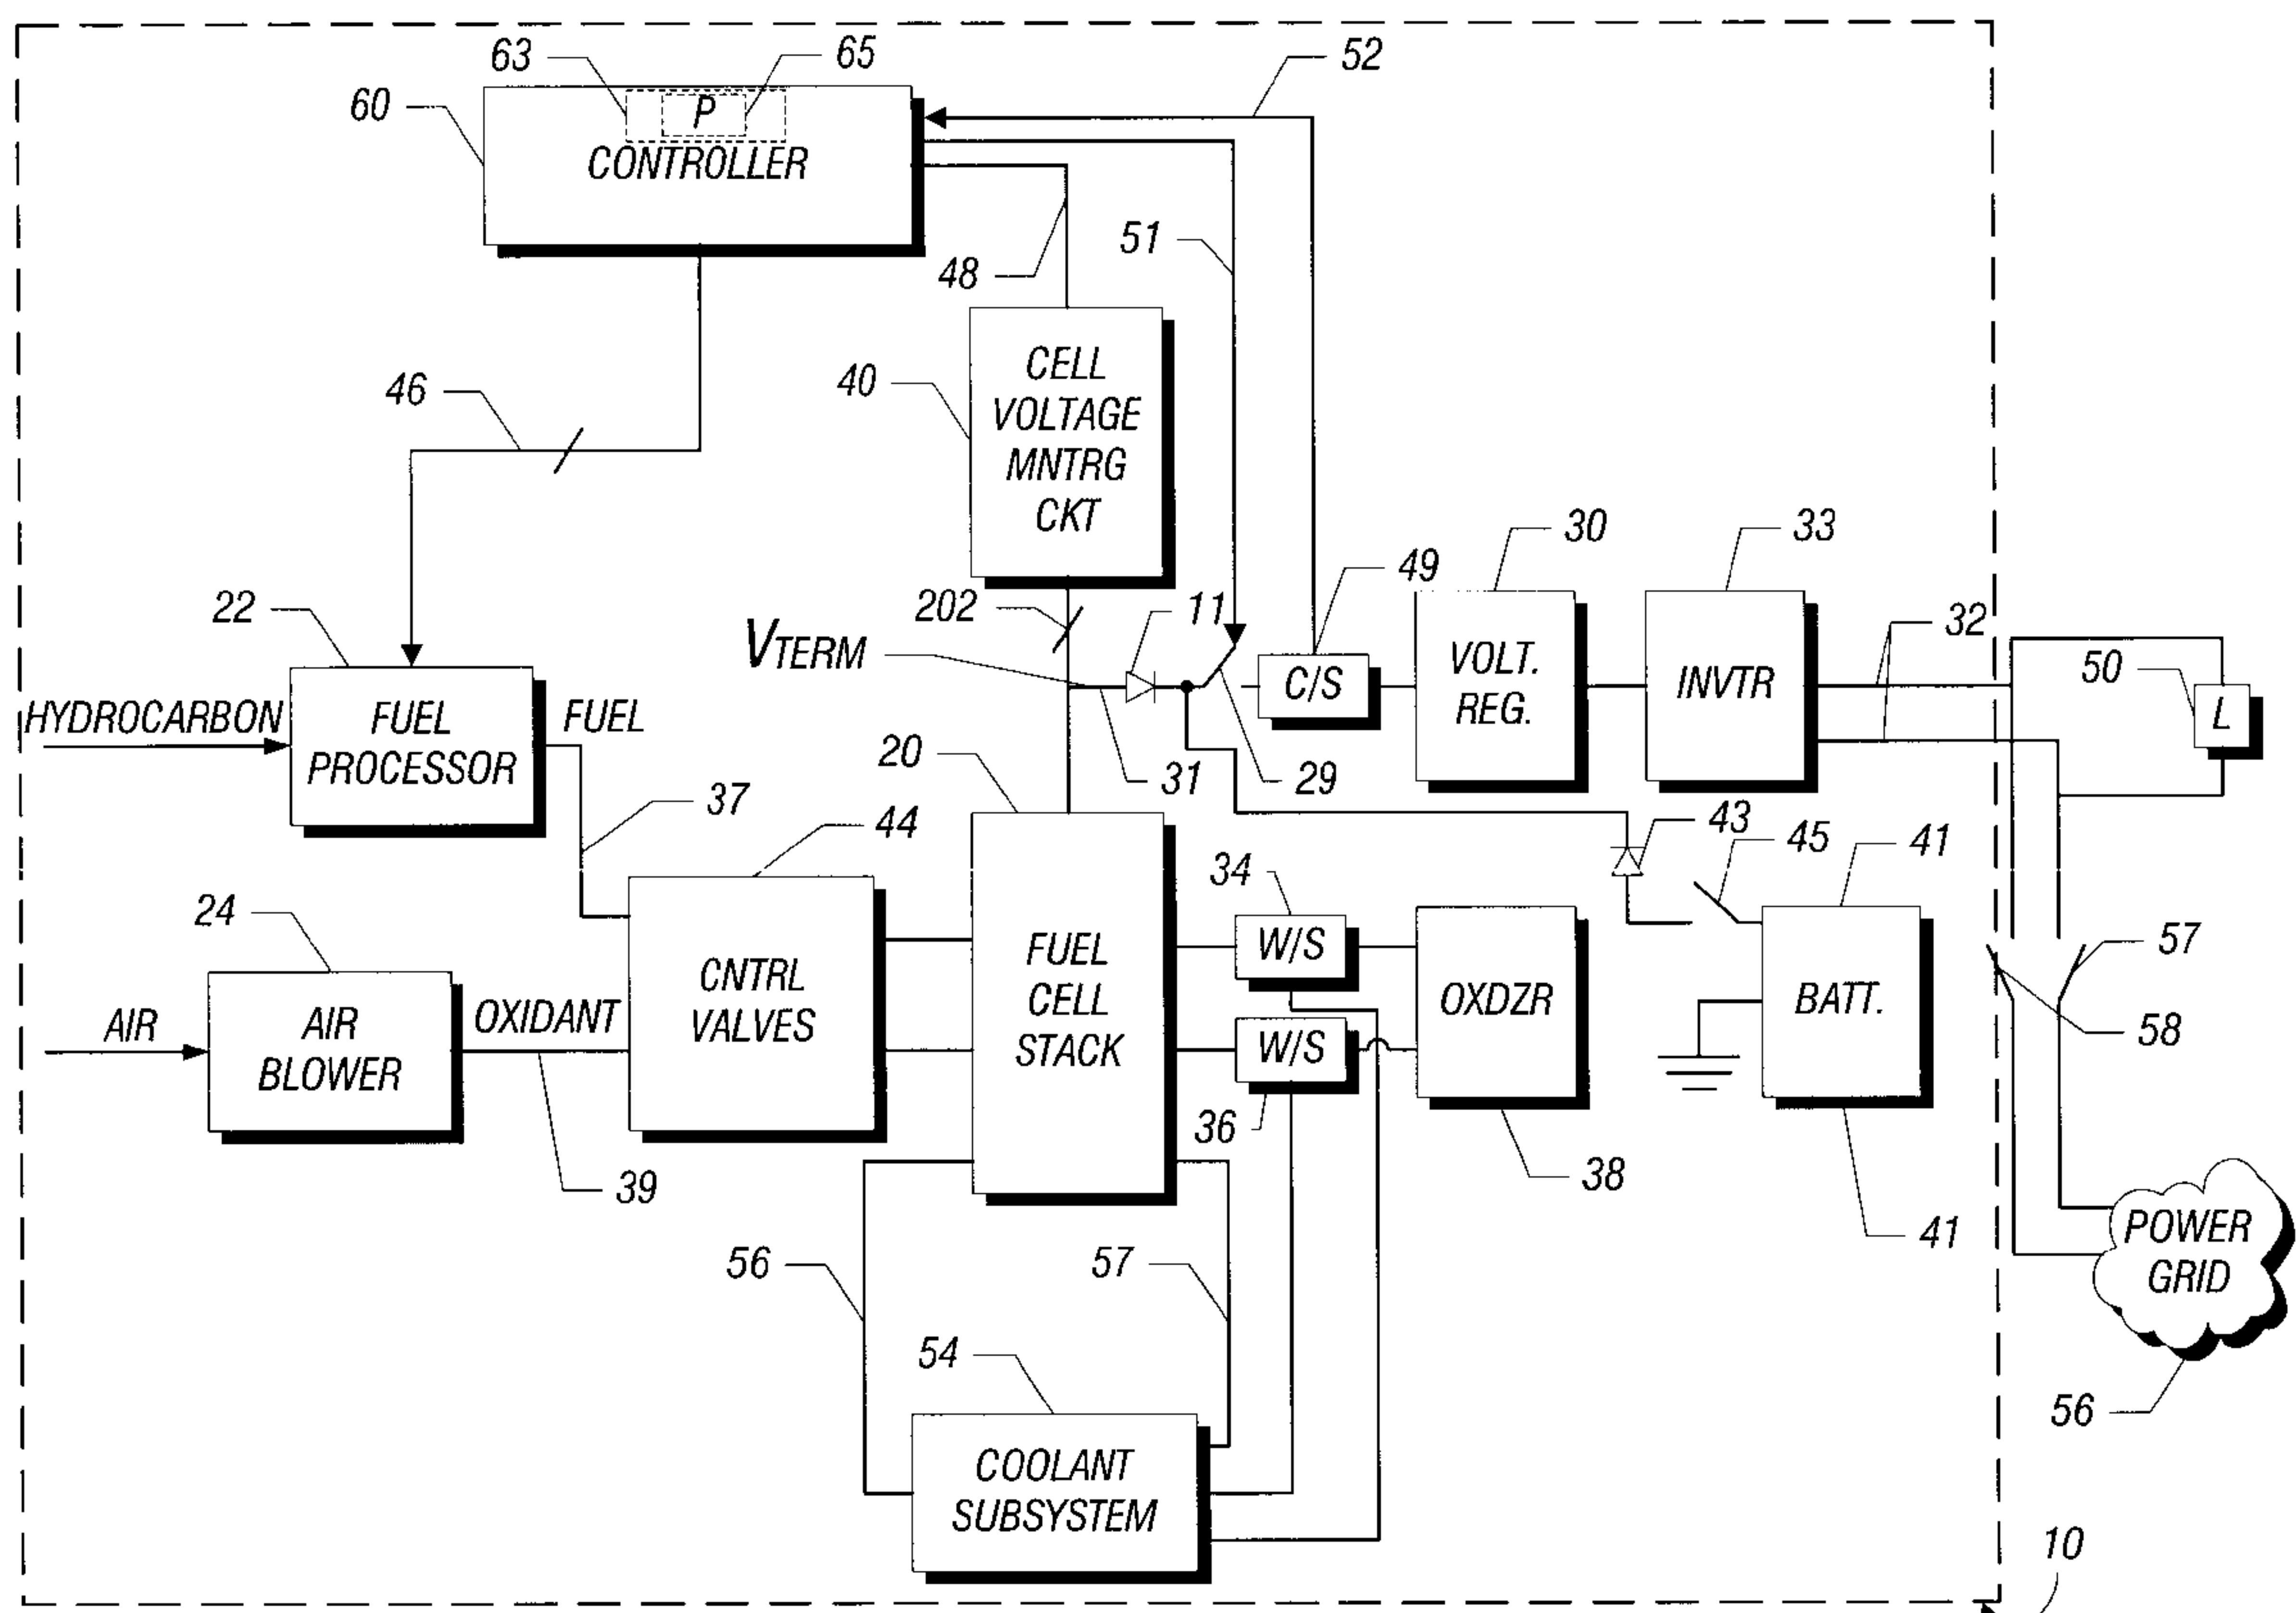 63
65
52
60
P
CONTROLLER
51
48
46
40
CELL
VOLTAGE
MNTRG
CKT
30
33
49
22
202
11
32
VTERM
50
C/S
VOLT.
REG.
INVTR
L
HYDROCARBON
FUEL
PROCESSOR
FUEL
20
31
29
37
44
43
45
41
34
24
57
W/S
FUEL
CELL
STACK
CNTRL
VALVES
OXDZR
BATT.
AIR
AIR
BLOWER
OXIDANT
W/S
58
36
39
38
41
POWER
GRID
56
57
54
56
COOLANT
SUBSYSTEM
10